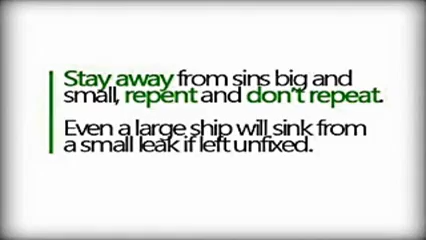 Stay away from sins big and
small, repent and don't repeat.
Even a large ship will sink from
a small leak if left unfixed.